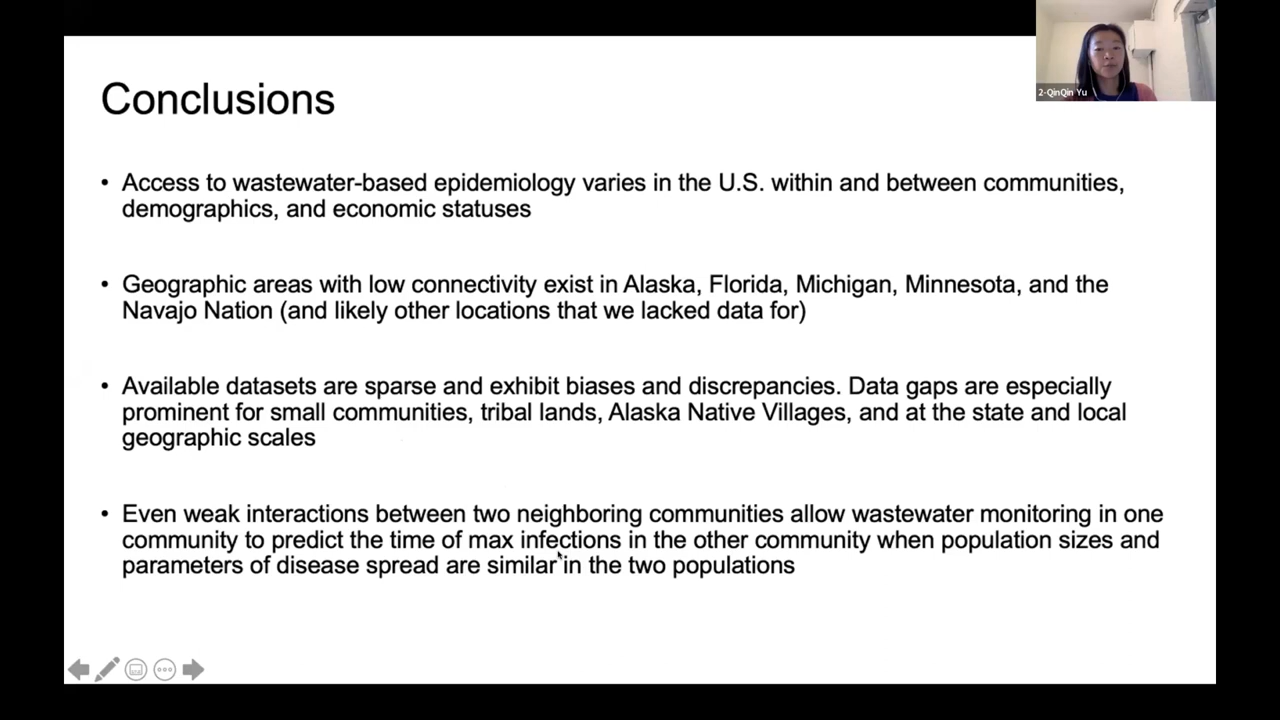 Conclusions
2-QinQin Yu
• Access to wastewater-based epidemiology varies in the U.S. within and between communities,
demographics, and economic statuses
• Geographic areas with low connectivity exist in Alaska, Florida, Michigan, Minnesota, and the
Navajo Nation (and likely other locations that we lacked data for)
• Available datasets are sparse and exhibit biases and discrepancies. Data gaps are especially
prominent for small communities, tribal lands, Alaska Native Villages, and at the state and local
geographic scales
• Even weak interactions between two neighboring communities allow wastewater monitoring in one
community to predict the time of max infections in the other community when population sizes and
parameters of disease spread are similar in the two populations